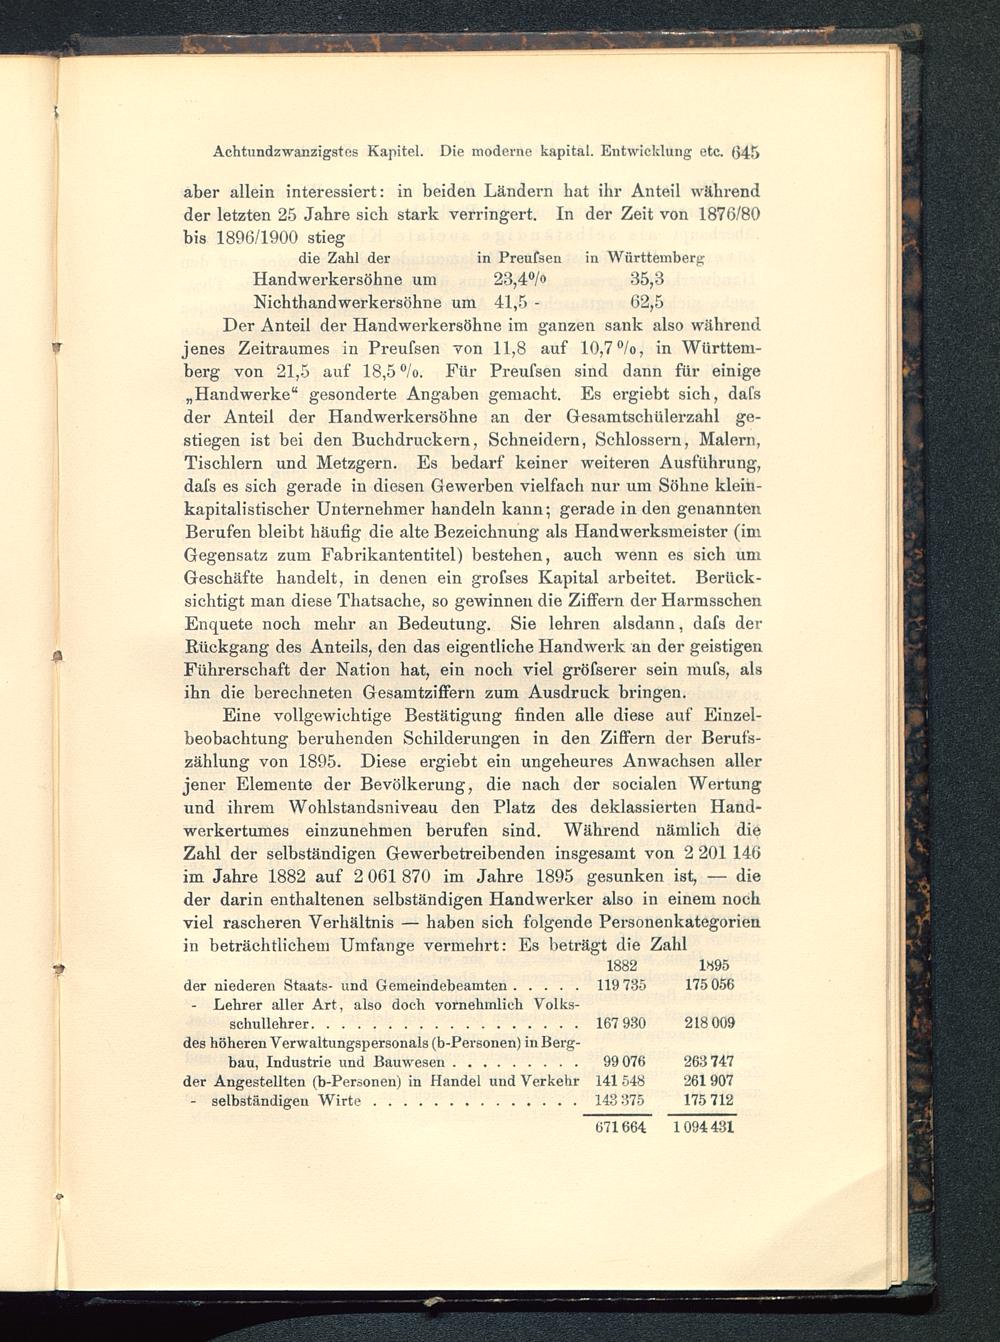 Achtundzwanzigstes Kapitel. Die moderne kapital. Entwicklung etc. 645
aber allein interessiert: in beiden Ländern hat ihr Anteil während
der letzten 25 Jahre sich stark verringert. In der Zeit von 1876/80
bis 1896/1900 stieg
die Zahl der in Preuſsen in Württemberg
Handwerkersöhne um 23,4% 35,3
Nichthandwerkersöhne um 41,5 - 62,5
Der Anteil der Handwerkersöhne im ganzen sank also während
jenes Zeitraumes in Preuſsen von 11,8 auf 10,7%, in Württem-
berg von 21,5 auf 18,5%. Für Preuſsen sind dann für einige
„Handwerke“ gesonderte Angaben gemacht. Es ergiebt sich, daſs
der Anteil der Handwerkersöhne an der Gesamtschülerzahl ge-
stiegen ist bei den Buchdruckern, Schneidern, Schlossern, Malern,
Tischlern und Metzgern. Es bedarf keiner weiteren Ausführung,
daſs es sich gerade in diesen Gewerben vielfach nur um Söhne klein-
kapitalistischer Unternehmer handeln kann; gerade in den genannten
Berufen bleibt häufig die alte Bezeichnung als Handwerksmeister (im
Gegensatz zum Fabrikantentitel) bestehen, auch wenn es sich um
Geschäfte handelt, in denen ein groſses Kapital arbeitet. Berück-
sichtigt man diese Thatsache, so gewinnen die Ziffern der Harmsschen
Enquete noch mehr an Bedeutung. Sie lehren alsdann, daſs der
Rückgang des Anteils, den das eigentliche Handwerk an der geistigen
Führerschaft der Nation hat, ein noch viel gröſserer sein muſs, als
ihn die berechneten Gesamtziffern zum Ausdruck bringen.
Eine vollgewichtige Bestätigung finden alle diese auf Einzel-
beobachtung beruhenden Schilderungen in den Ziffern der Berufs-
zählung von 1895. Diese ergiebt ein ungeheures Anwachsen aller
jener Elemente der Bevölkerung, die nach der socialen Wertung
und ihrem Wohlstandsniveau den Platz des deklassierten Hand-
werkertumes einzunehmen berufen sind. Während nämlich die
Zahl der selbständigen Gewerbetreibenden insgesamt von 2 201 146
im Jahre 1882 auf 2 061 870 im Jahre 1895 gesunken ist, — die
der darin enthaltenen selbständigen Handwerker also in einem noch
viel rascheren Verhältnis — haben sich folgende Personenkategorien
in beträchtlichem Umfange vermehrt: Es beträgt die Zahl
1882 1895
der niederen Staats- und Gemeindebeamten . . . . . 119 735 175 056
- Lehrer aller Art, also doch vornehmlich Volks-
schullehrer. . . . . . . . . . . . . . . . . . 167 930 218 009
des höheren Verwaltungspersonals (b-Personen) in Berg-
bau, Industrie und Bauwesen . . . . . . . . . 99 076 263 747
der Angestellten (b-Personen) in Handel und Verkehr 141 548 261 907
- selbständigen Wirte . . . . . . . . . . . . . . 143 375 175 712
671 664 1 094 431